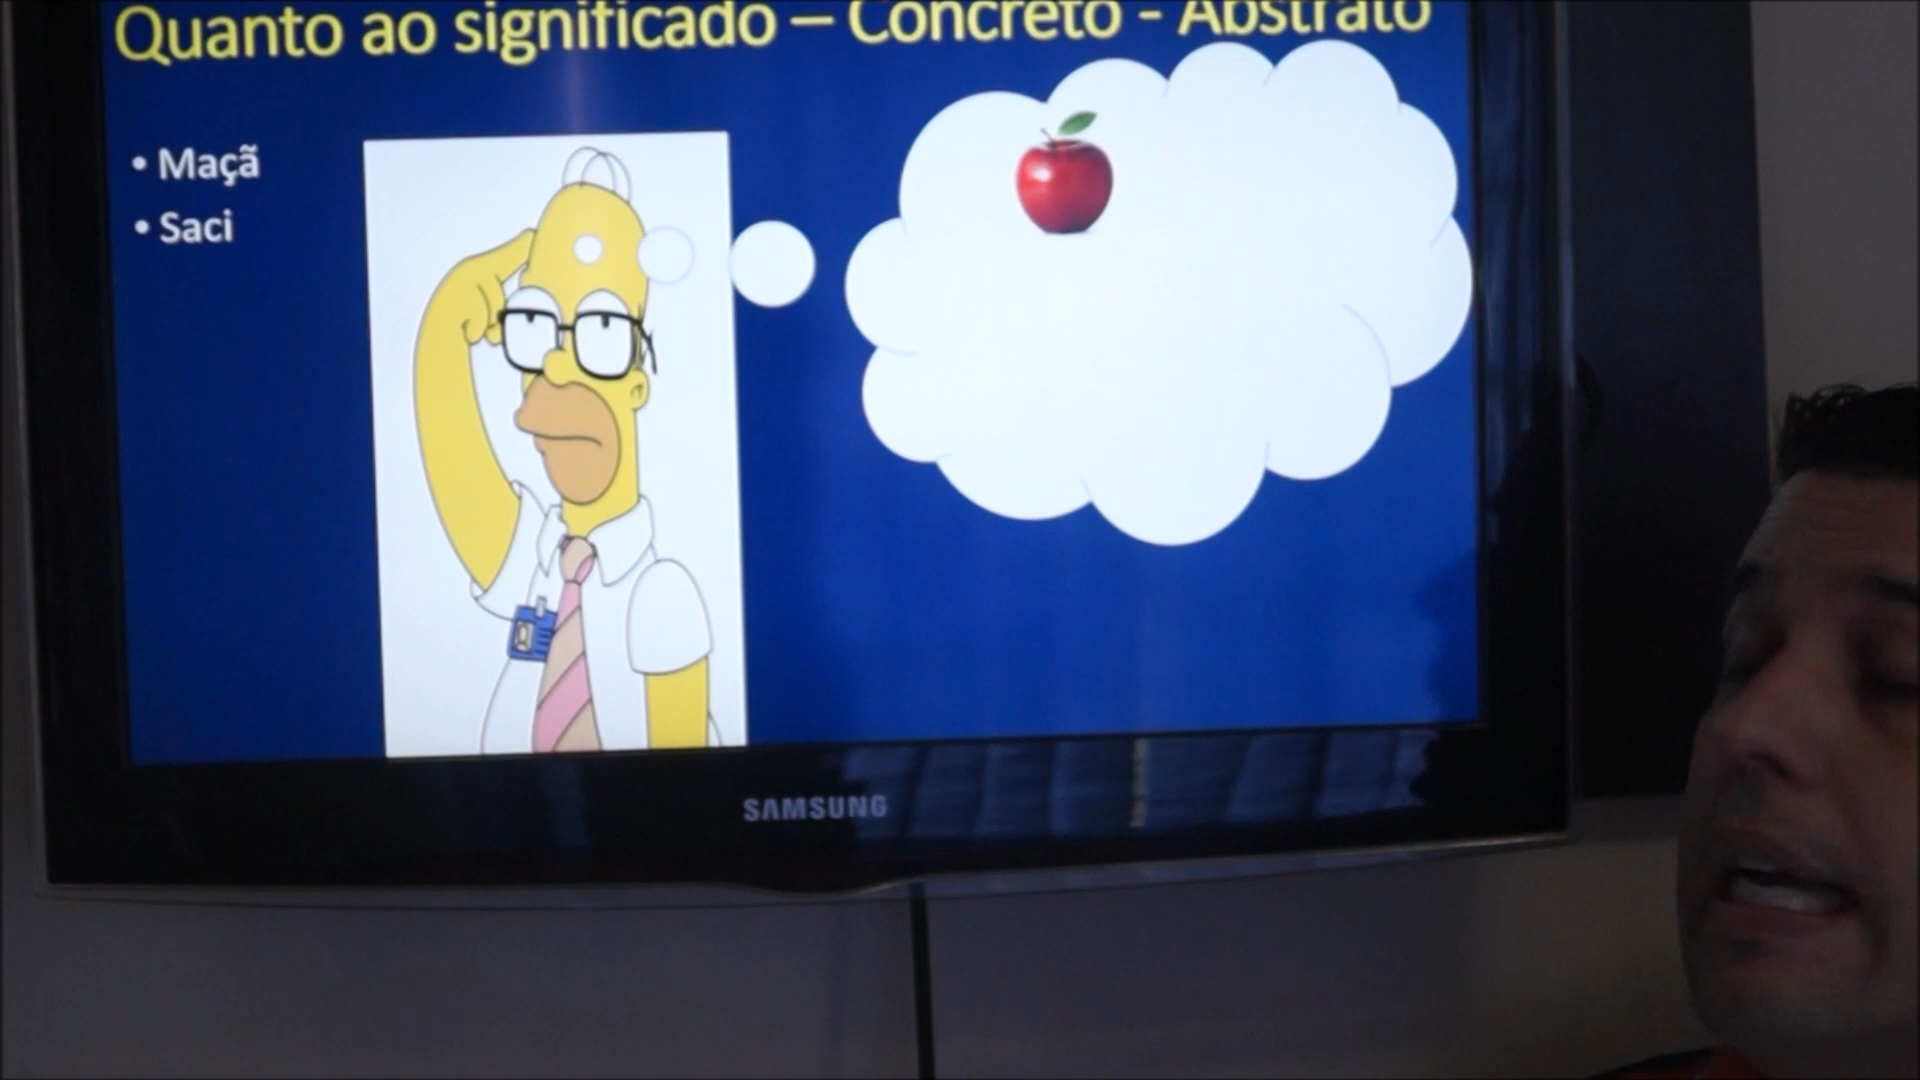 Quanto ao significado – Concreto - Abstrato
• Maçã
• Saci
SAMSUNG